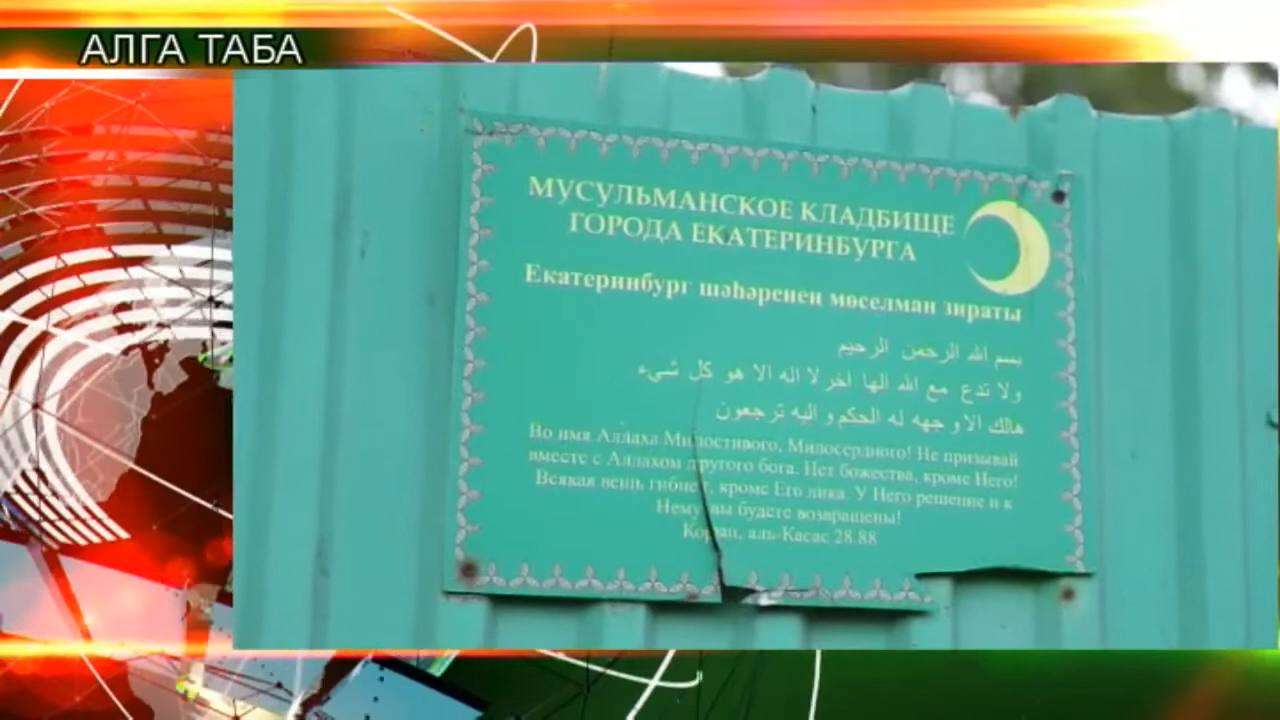 АЛГА ТАБА
МУСУЛЬМАНСКОЕ КЛАДБИЩЕ
ГОРОДА ЕКАТЕРИНБУРГА
Екатеринбург шәһәренең мөселман зираты
بسم الله الرحمن الرحيم
ولا تدع مع الله الها اخر لا اله الا هو كل شيء
هالك الا وجهه له الحكم و اليه ترجعون
Во имя Аллаха Милостивого, Милосердного! Не призывай
вместе с Аллахом другого бога. Нет божества, кроме Него!
Всякая вещь гибнет, кроме Его лика. У Него решение и к
Нему вы будете возвращены!
Коран, аль-Касас 28.88